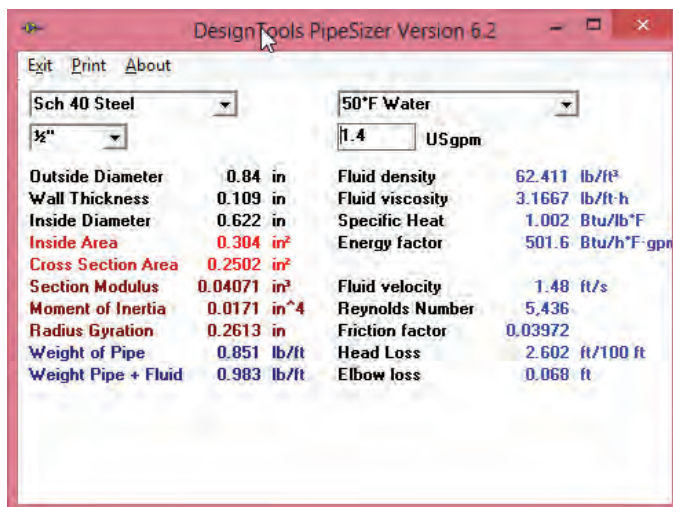 DesignTools PipeSizer Version 6.2
Exit Print About
Sch 40 Steel 50°F Water
½" 1.4 USgpm
Outside Diameter 0.84 in Fluid density 62.411 lb/ft³
Wall Thickness 0.109 in Fluid viscosity 3.1667 lb/ft·h
Inside Diameter 0.622 in Specific Heat 1.002 Btu/lb°F
Inside Area 0.304 in² Energy factor 501.6 Btu/h°F·gpm
Cross Section Area 0.2502 in²
Section Modulus 0.04071 in³ Fluid velocity 1.48 ft/s
Moment of Inertia 0.0171 in^4 Reynolds Number 5,436
Radius Gyration 0.2613 in Friction factor 0.03972
Weight of Pipe 0.851 lb/ft Head Loss 2.602 ft/100 ft
Weight Pipe + Fluid 0.983 lb/ft Elbow loss 0.068 ft